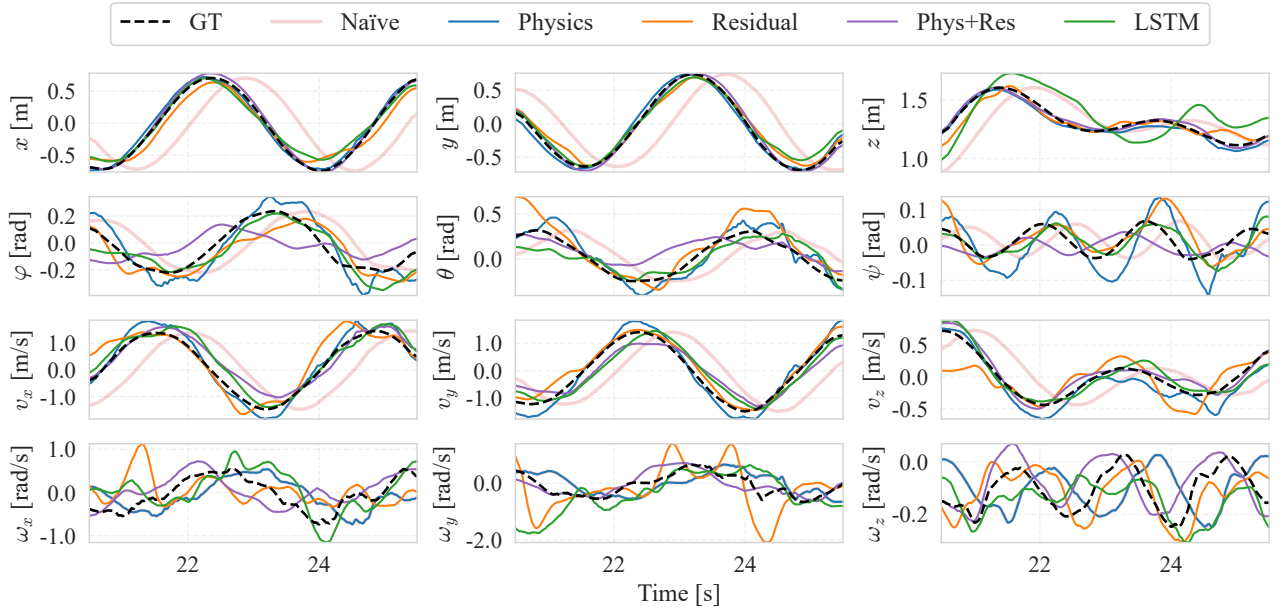 GT Naïve Physics Residual Phys+Res LSTM
x [m] 0.5 0.0 -0.5
y [m] 0.5 0.0 -0.5
z [m] 1.5 1.0
φ [rad] 0.2 0.0 -0.2
θ [rad] 0.5 0.0
ψ [rad] 0.1 0.0 -0.1
v_x [m/s] 1.0 0.0 -1.0
v_y [m/s] 1.0 0.0 -1.0
v_z [m/s] 0.5 0.0 -0.5
ω_x [rad/s] 1.0 0.0 -1.0
ω_y [rad/s] 0.0 -2.0
ω_z [rad/s] 0.0 -0.2
22 24 22 24 22 24
Time [s]